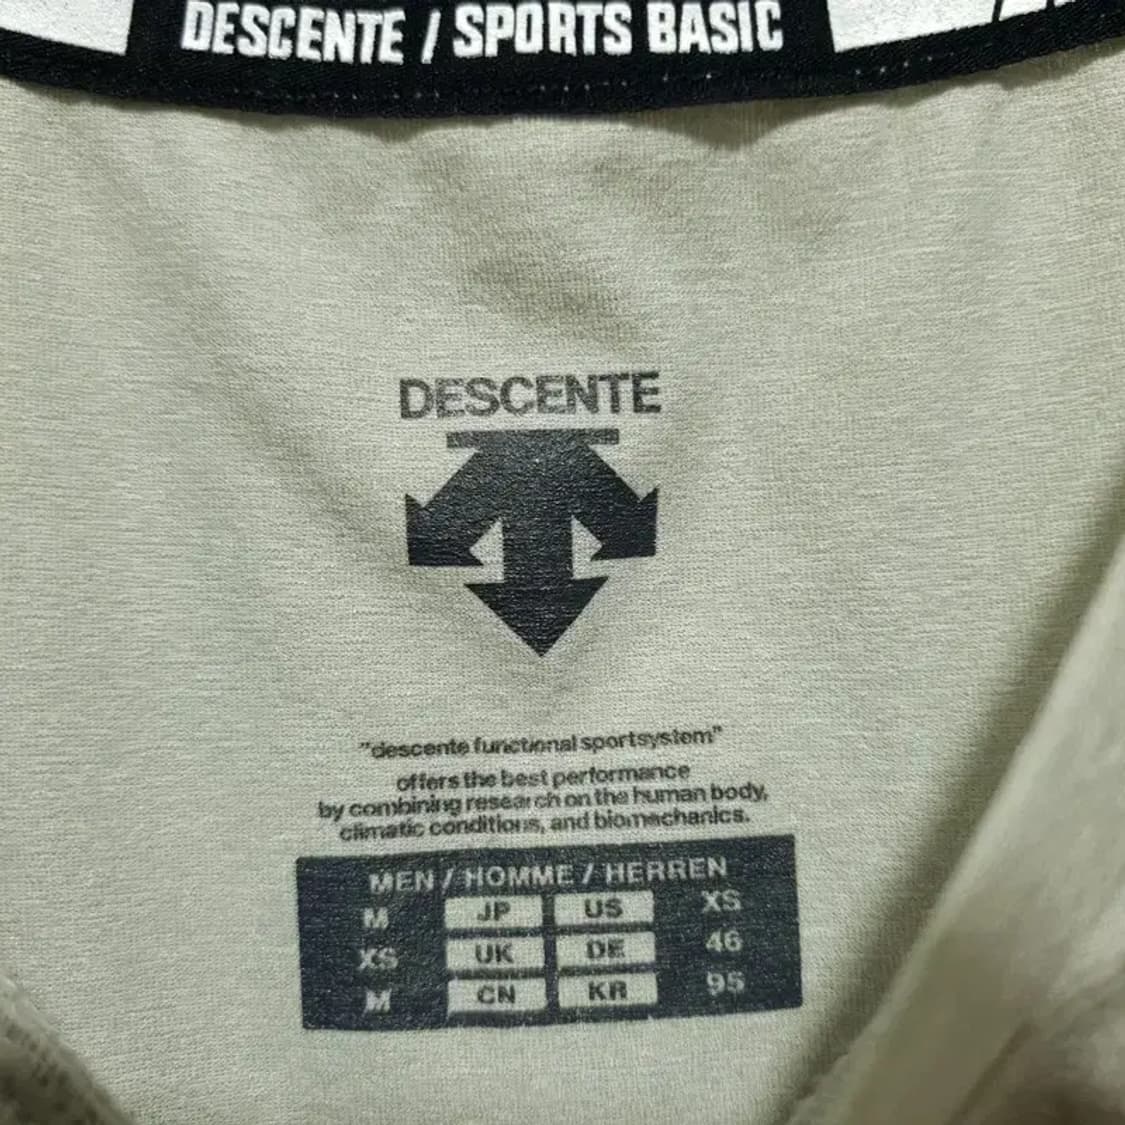 DESCENTE / SPORTS BASIC
DESCENTE
"descente functional sportsystem"
offers the best performance
by combining research on the human body,
climatic conditions, and biomechanics.
MEN / HOMME / HERREN
M JP US XS
XS UK DE 46
M CN KR 95